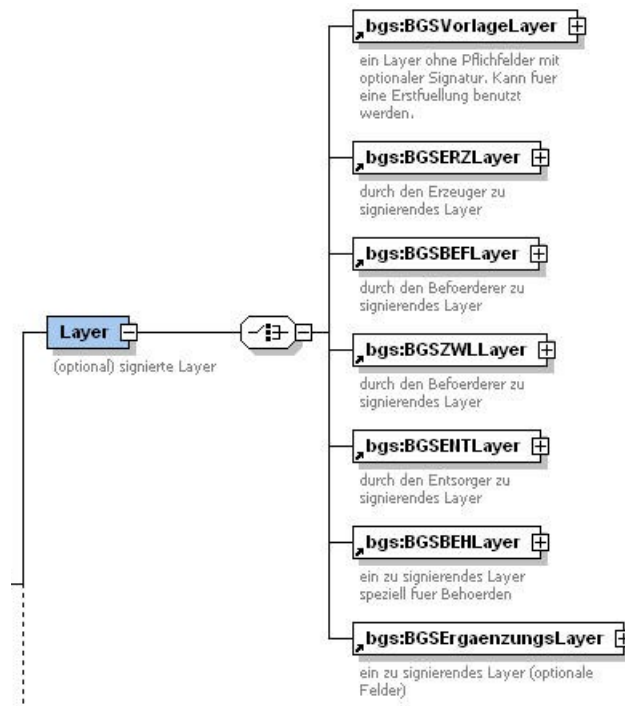 bgs:BGSVorlageLayer
ein Layer ohne Pflichfelder mit
optionaler Signatur. Kann fuer
eine Erstfuellung benutzt
werden.
bgs:BGSERZLayer
durch den Erzeuger zu
signierendes Layer
bgs:BGSBEFLayer
durch den Befoerderer zu
signierendes Layer
Layer
(optional) signierte Layer
bgs:BGSZWLLayer
durch den Befoerderer zu
signierendes Layer
bgs:BGSENTLayer
durch den Entsorger zu
signierendes Layer
bgs:BGSBEHLayer
ein zu signierendes Layer
speziell fuer Behoerden
bgs:BGSErgaenzungsLayer
ein zu signierendes Layer (optionale
Felder)